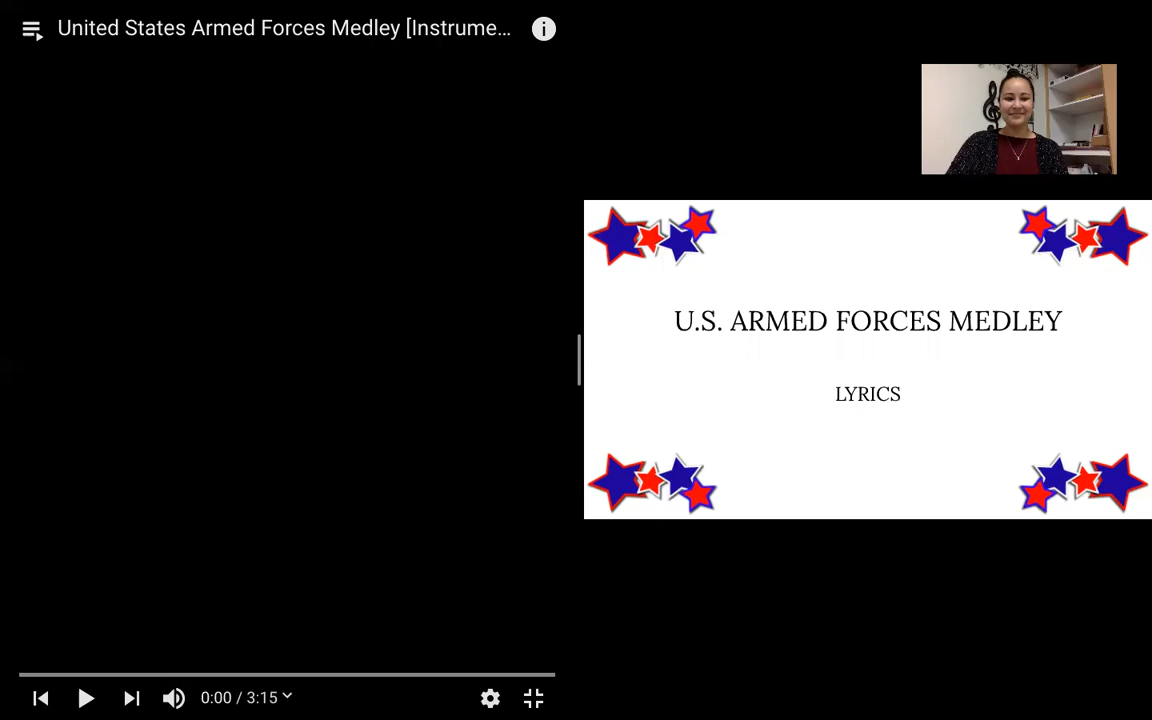 United States Armed Forces Medley [Instrume...
U.S. ARMED FORCES MEDLEY
LYRICS
0:00 / 3:15